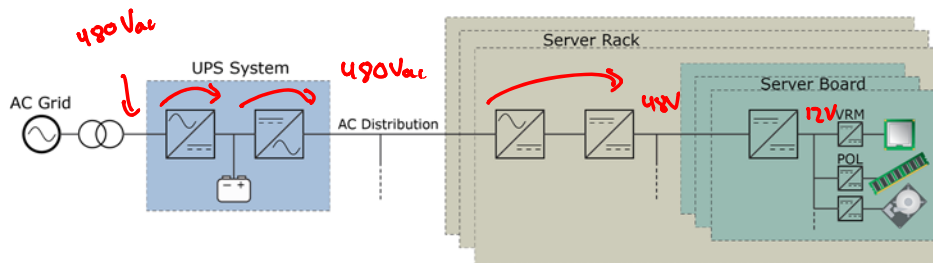 480Vac
Server Rack
UPS System
480Vac
Server Board
AC Grid
48V
12V
VRM
AC Distribution
POL
- +